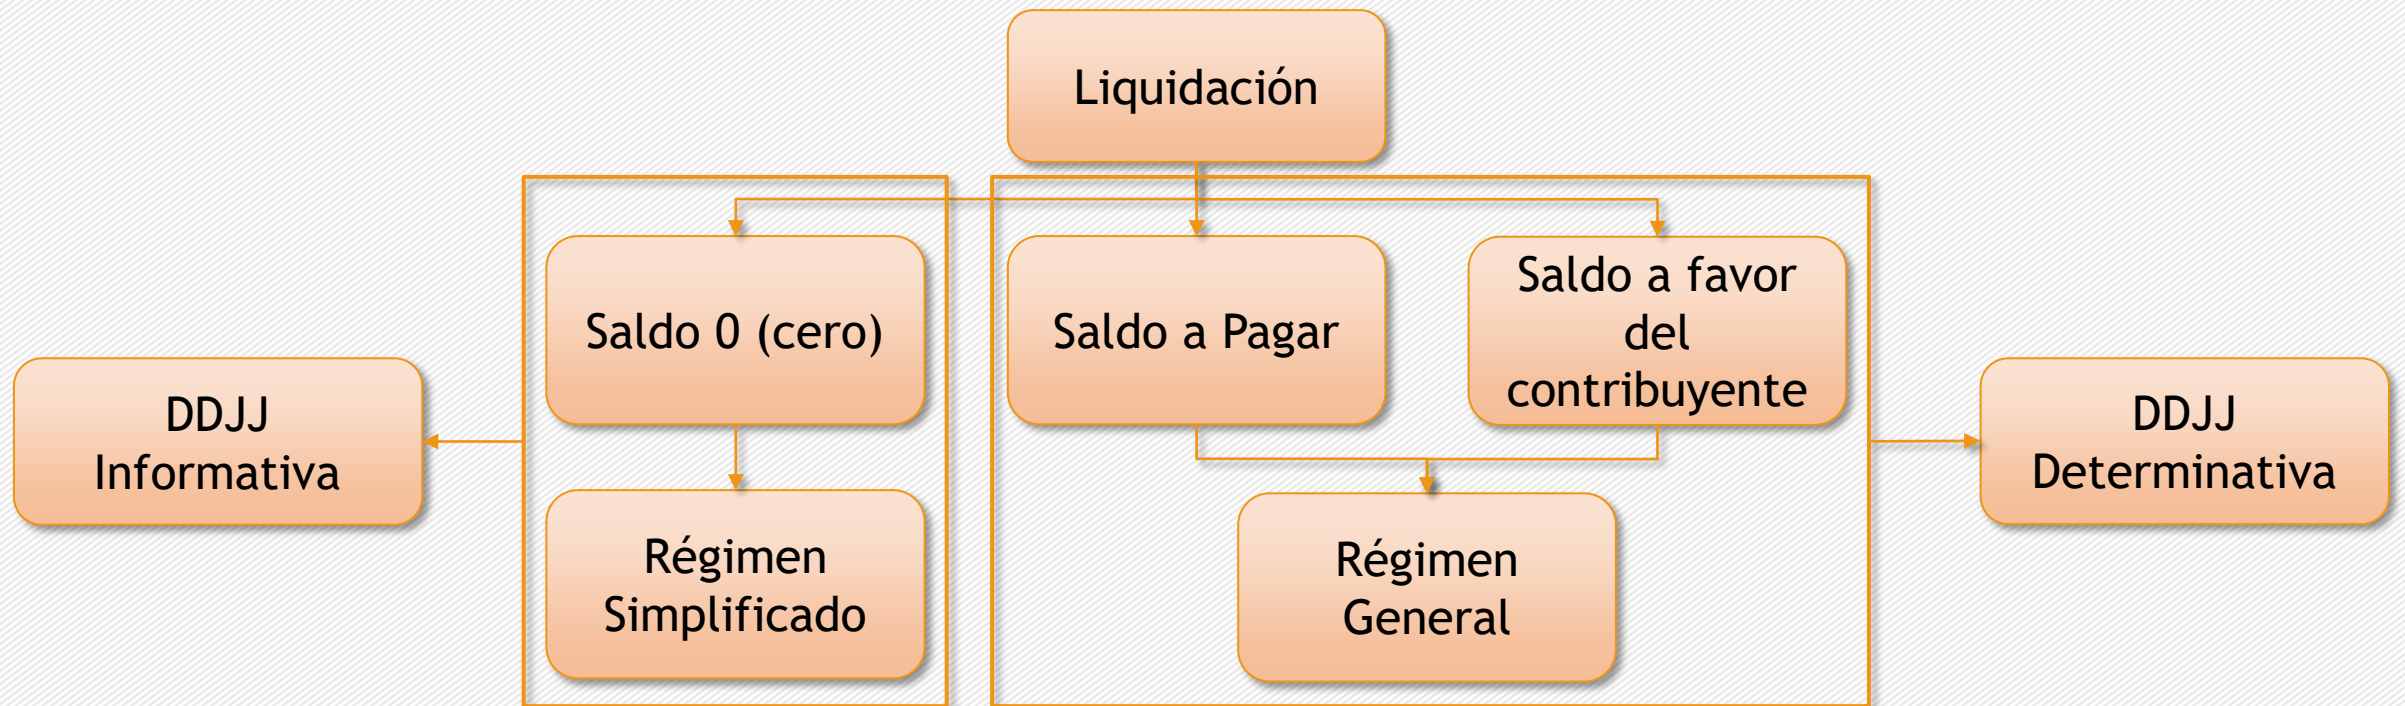 Liquidación
Saldo 0 (cero)
Saldo a Pagar
Saldo a favor
del
contribuyente
DDJJ
Informativa
DDJJ
Determinativa
Régimen
Simplificado
Régimen
General